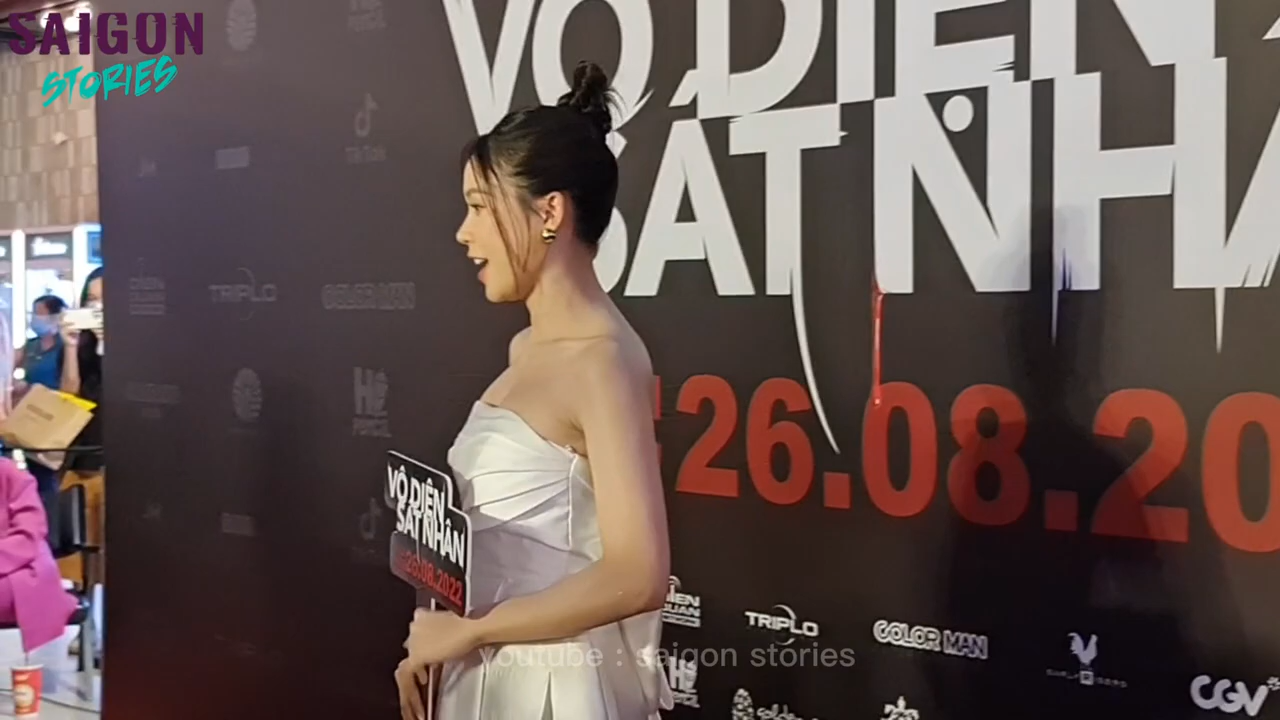 SAIGON
STORIES
VÔ DIỆN
SÁT NHÂ
26.08.20
TikTok
TRIPLO
COLOR MAN
VÔ DIỆN
SÁT NHÂN
26.08.2022
TRIPLO
COLOR MAN
CGV
youtube : saigon stories